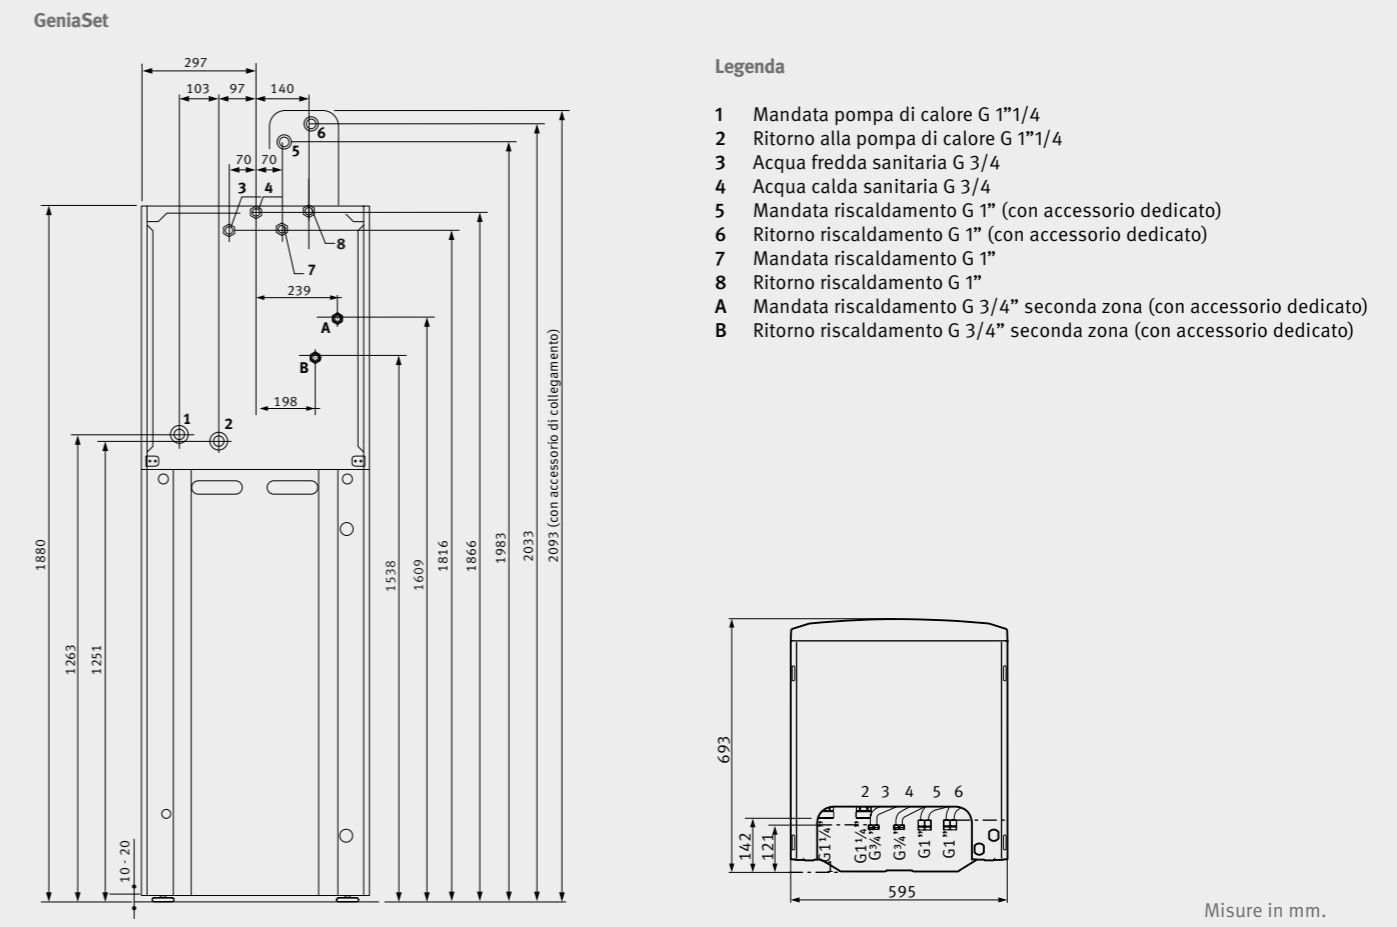 GeniaSet
297
103 97 140
6
5
70 70
3 4
8
7
239
A
B
198
1
2
1880
1263
1251
10 - 20
1538
1609
1816
1866
1983
2033
2093 (con accessorio di collegamento)
Legenda
1 Mandata pompa di calore G 1”1/4
2 Ritorno alla pompa di calore G 1”1/4
3 Acqua fredda sanitaria G 3/4
4 Acqua calda sanitaria G 3/4
5 Mandata riscaldamento G 1” (con accessorio dedicato)
6 Ritorno riscaldamento G 1” (con accessorio dedicato)
7 Mandata riscaldamento G 1”
8 Ritorno riscaldamento G 1”
A Mandata riscaldamento G 3/4” seconda zona (con accessorio dedicato)
B Ritorno riscaldamento G 3/4” seconda zona (con accessorio dedicato)
693
142
121
2 3 4 5 6
G1¼”
G1¼”
G¾”
G¾”
G1”
G1”
595
Misure in mm.